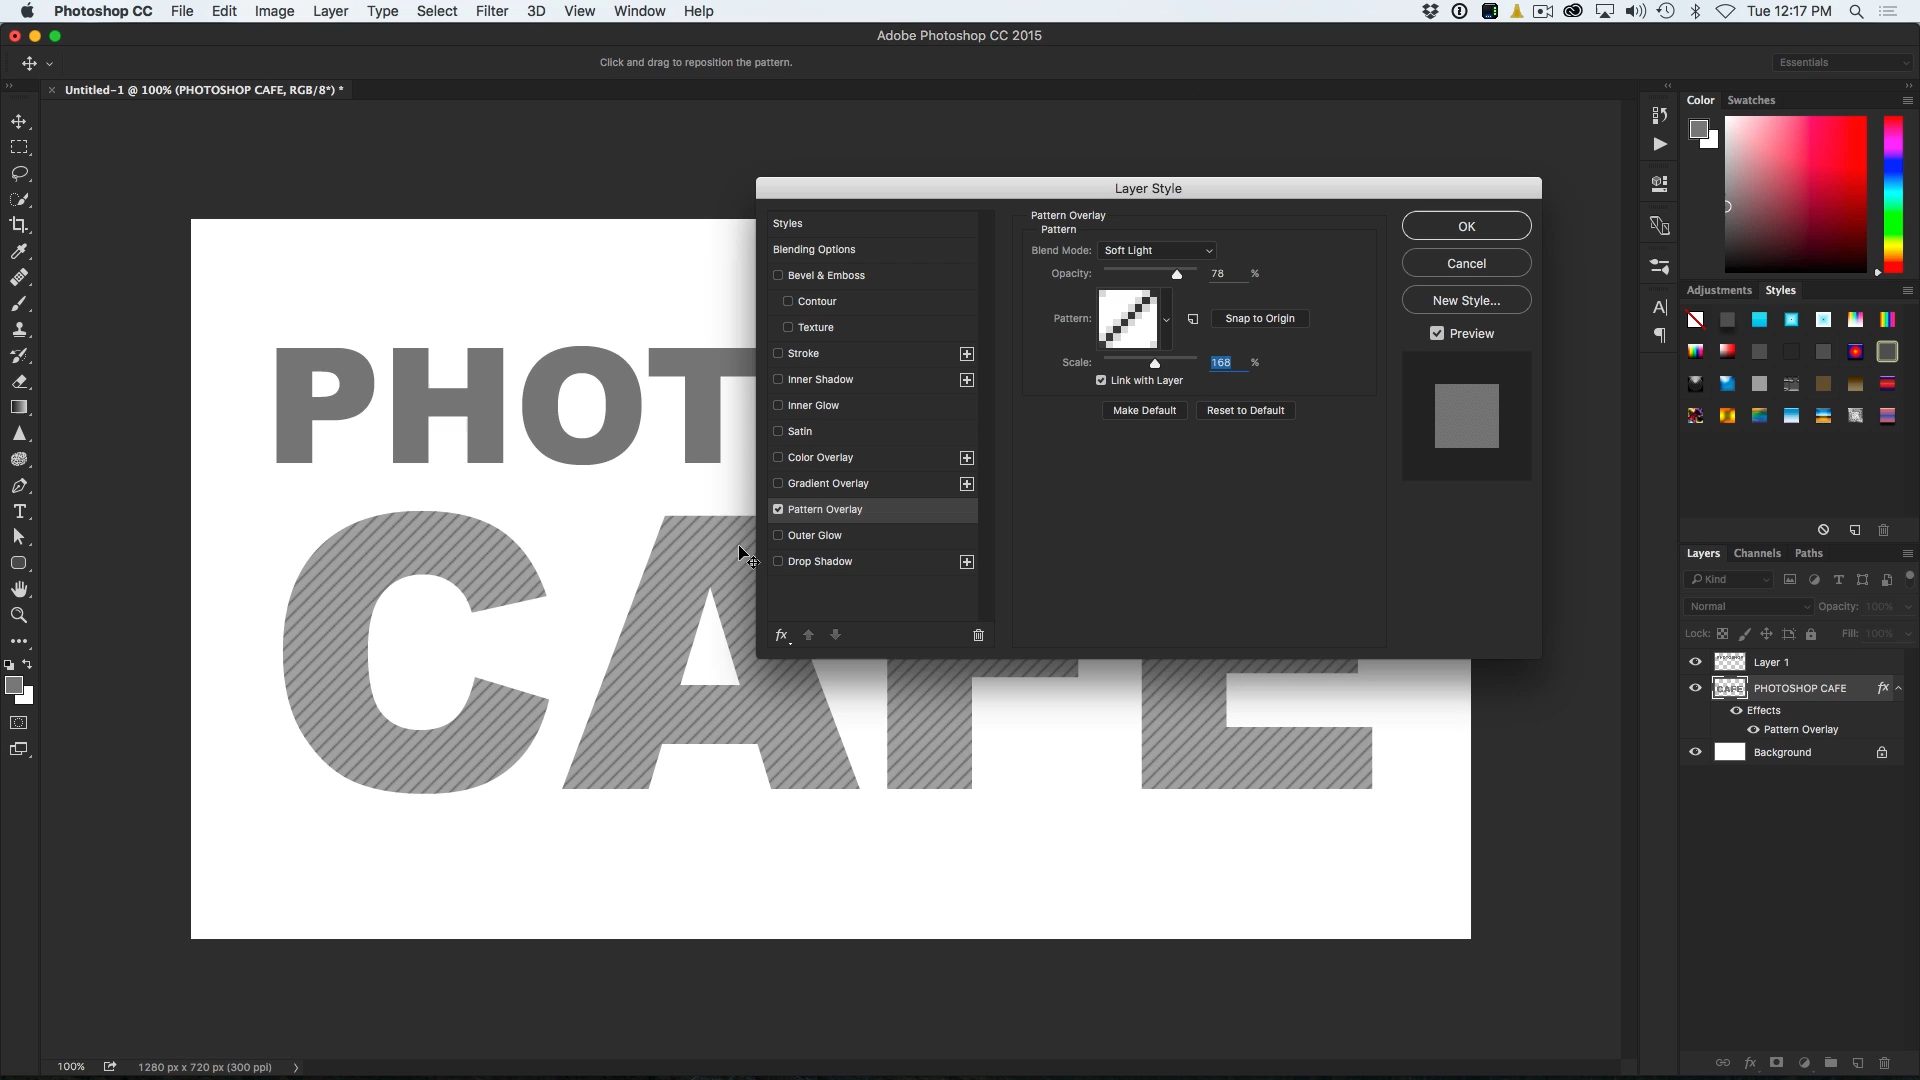 Photoshop CC File Edit Image Layer Type Select Filter 3D View Window Help Tue 12:17 PM
Adobe Photoshop CC 2015
Click and drag to reposition the pattern. Essentials
Untitled-1 @ 100% (PHOTOSHOP CAFE, RGB/8*) *
Color Swatches
Layer Style
Styles
Blending Options
Bevel & Emboss
Contour
Texture
Stroke
Inner Shadow
Inner Glow
Satin
Color Overlay
Gradient Overlay
Pattern Overlay
Outer Glow
Drop Shadow
fx
Pattern Overlay
Pattern
Blend Mode: Soft Light
Opacity: 78 %
Pattern: Snap to Origin
Scale: 168 %
Link with Layer
Make Default Reset to Default
OK
Cancel
New Style...
Preview
PHOT
CAFE
A
Adjustments Styles
Layers Channels Paths
Kind
Normal Opacity: 100%
Lock: Fill: 100%
Layer 1
PHOTOSHOP CAFE fx
Effects
Pattern Overlay
Background
100% 1280 px x 720 px (300 ppi)
fx